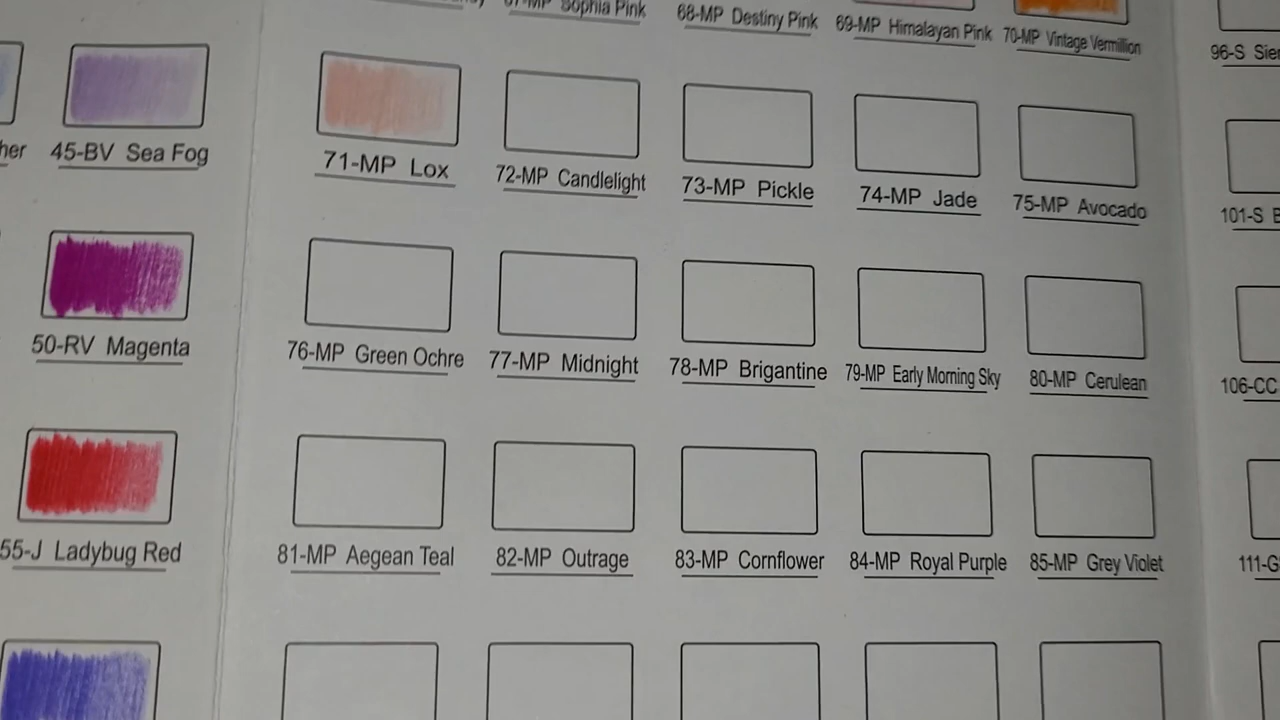 67-MP Sophia Pink
68-MP Destiny Pink
69-MP Himalayan Pink
70-MP Vintage Vermillion
96-S
45-BV Sea Fog
71-MP Lox
72-MP Candlelight
73-MP Pickle
74-MP Jade
75-MP Avocado
101-S
50-RV Magenta
76-MP Green Ochre
77-MP Midnight
78-MP Brigantine
79-MP Early Morning Sky
80-MP Cerulean
106-CC
55-J Ladybug Red
81-MP Aegean Teal
82-MP Outrage
83-MP Cornflower
84-MP Royal Purple
85-MP Grey Violet